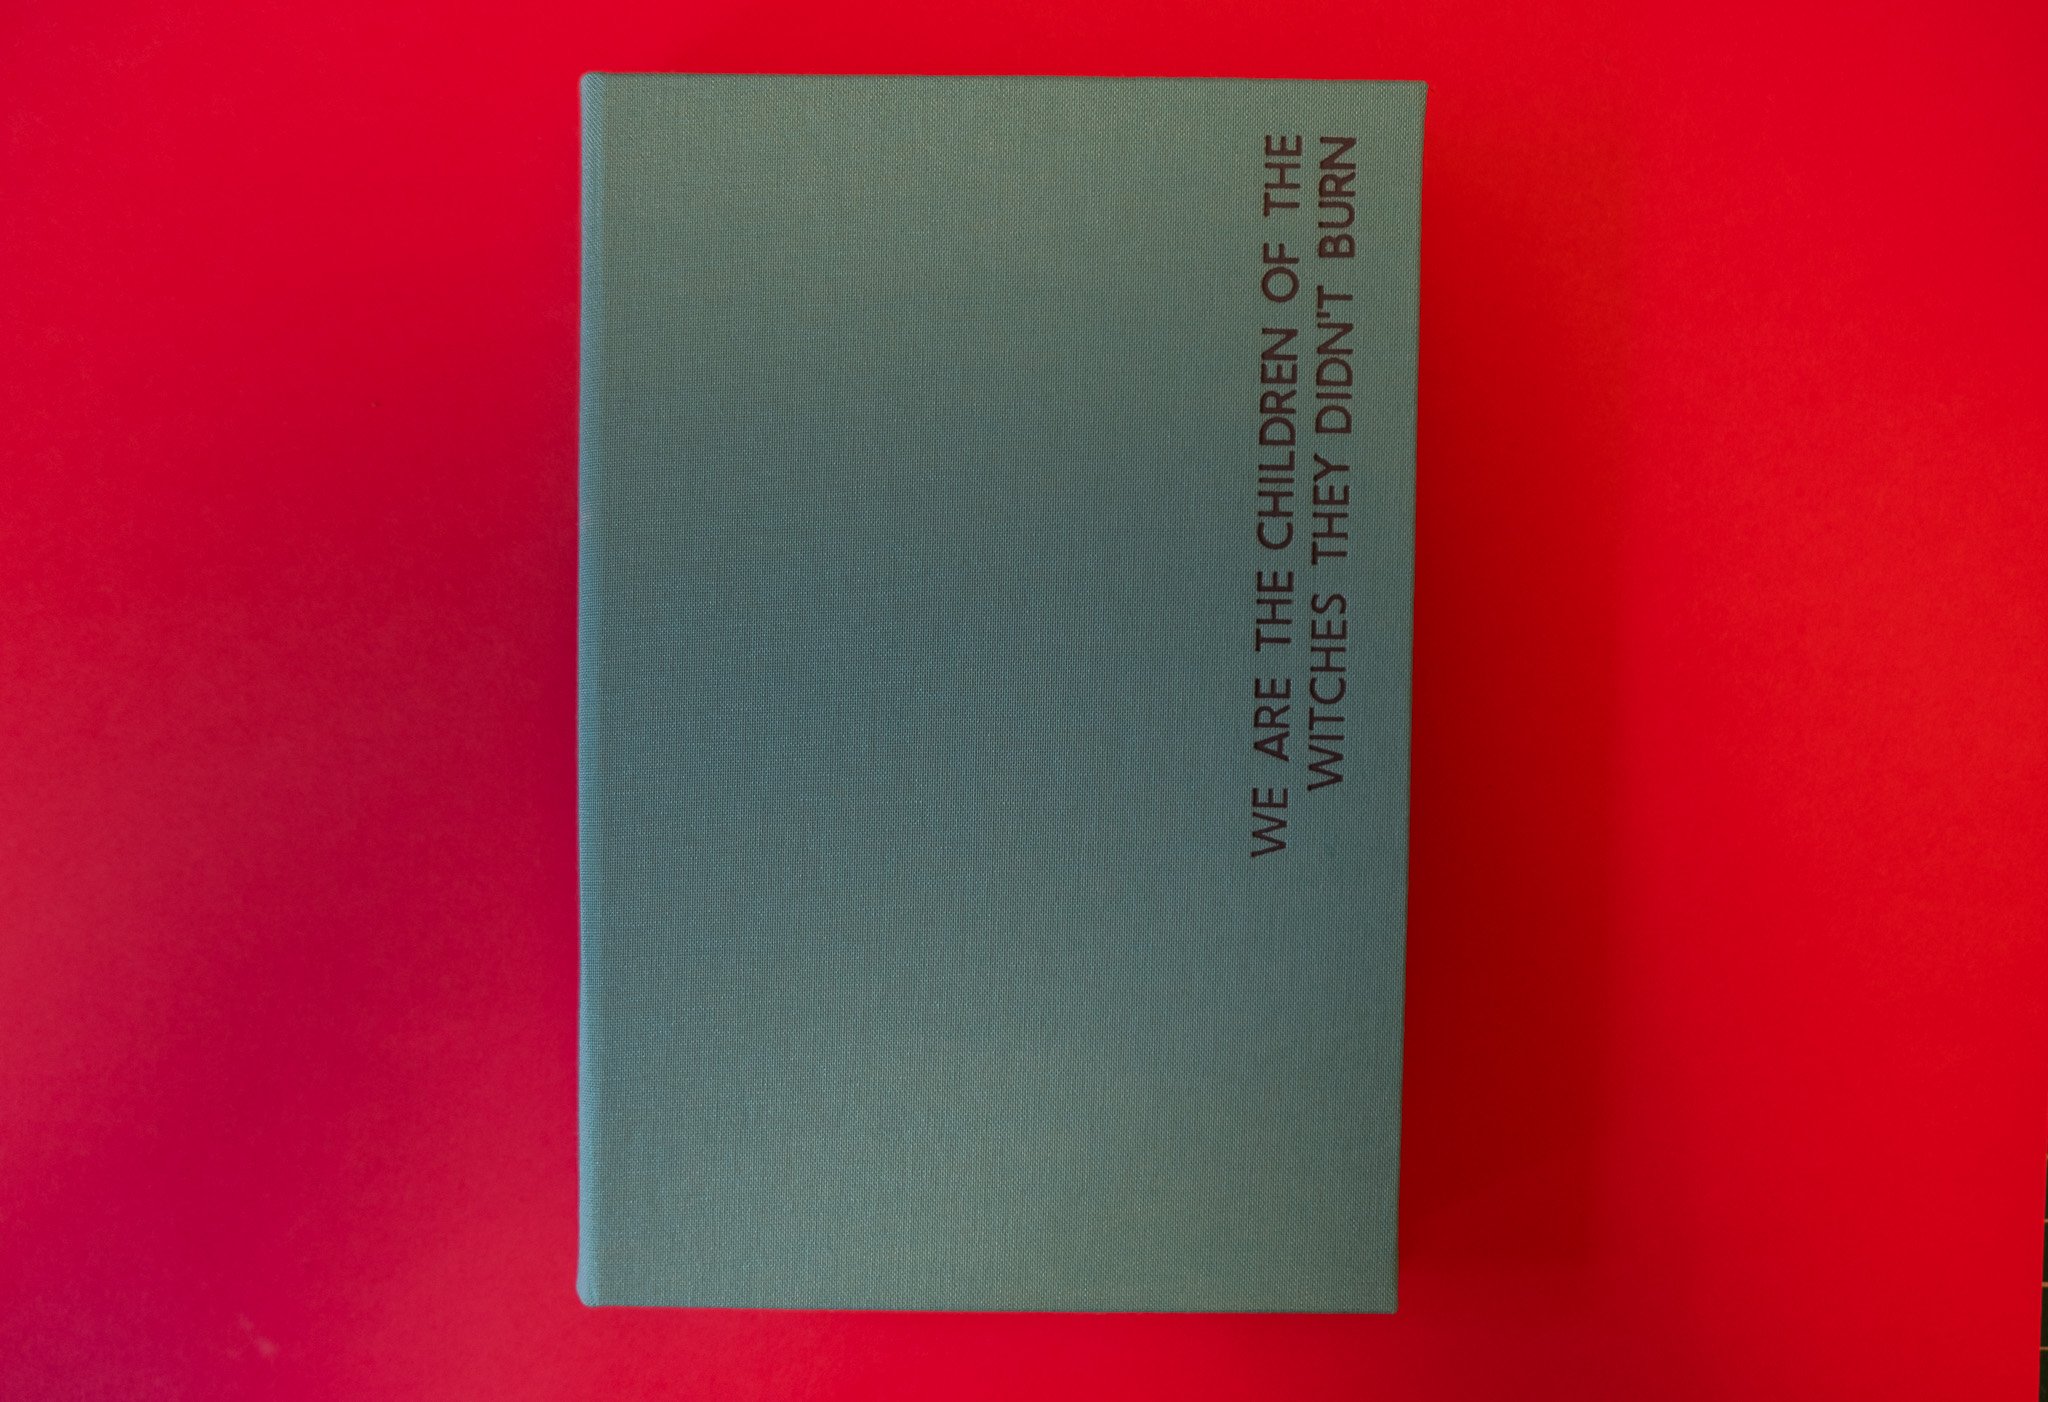 WE ARE THE CHILDREN OF THE
WITCHES THEY DIDN'T BURN